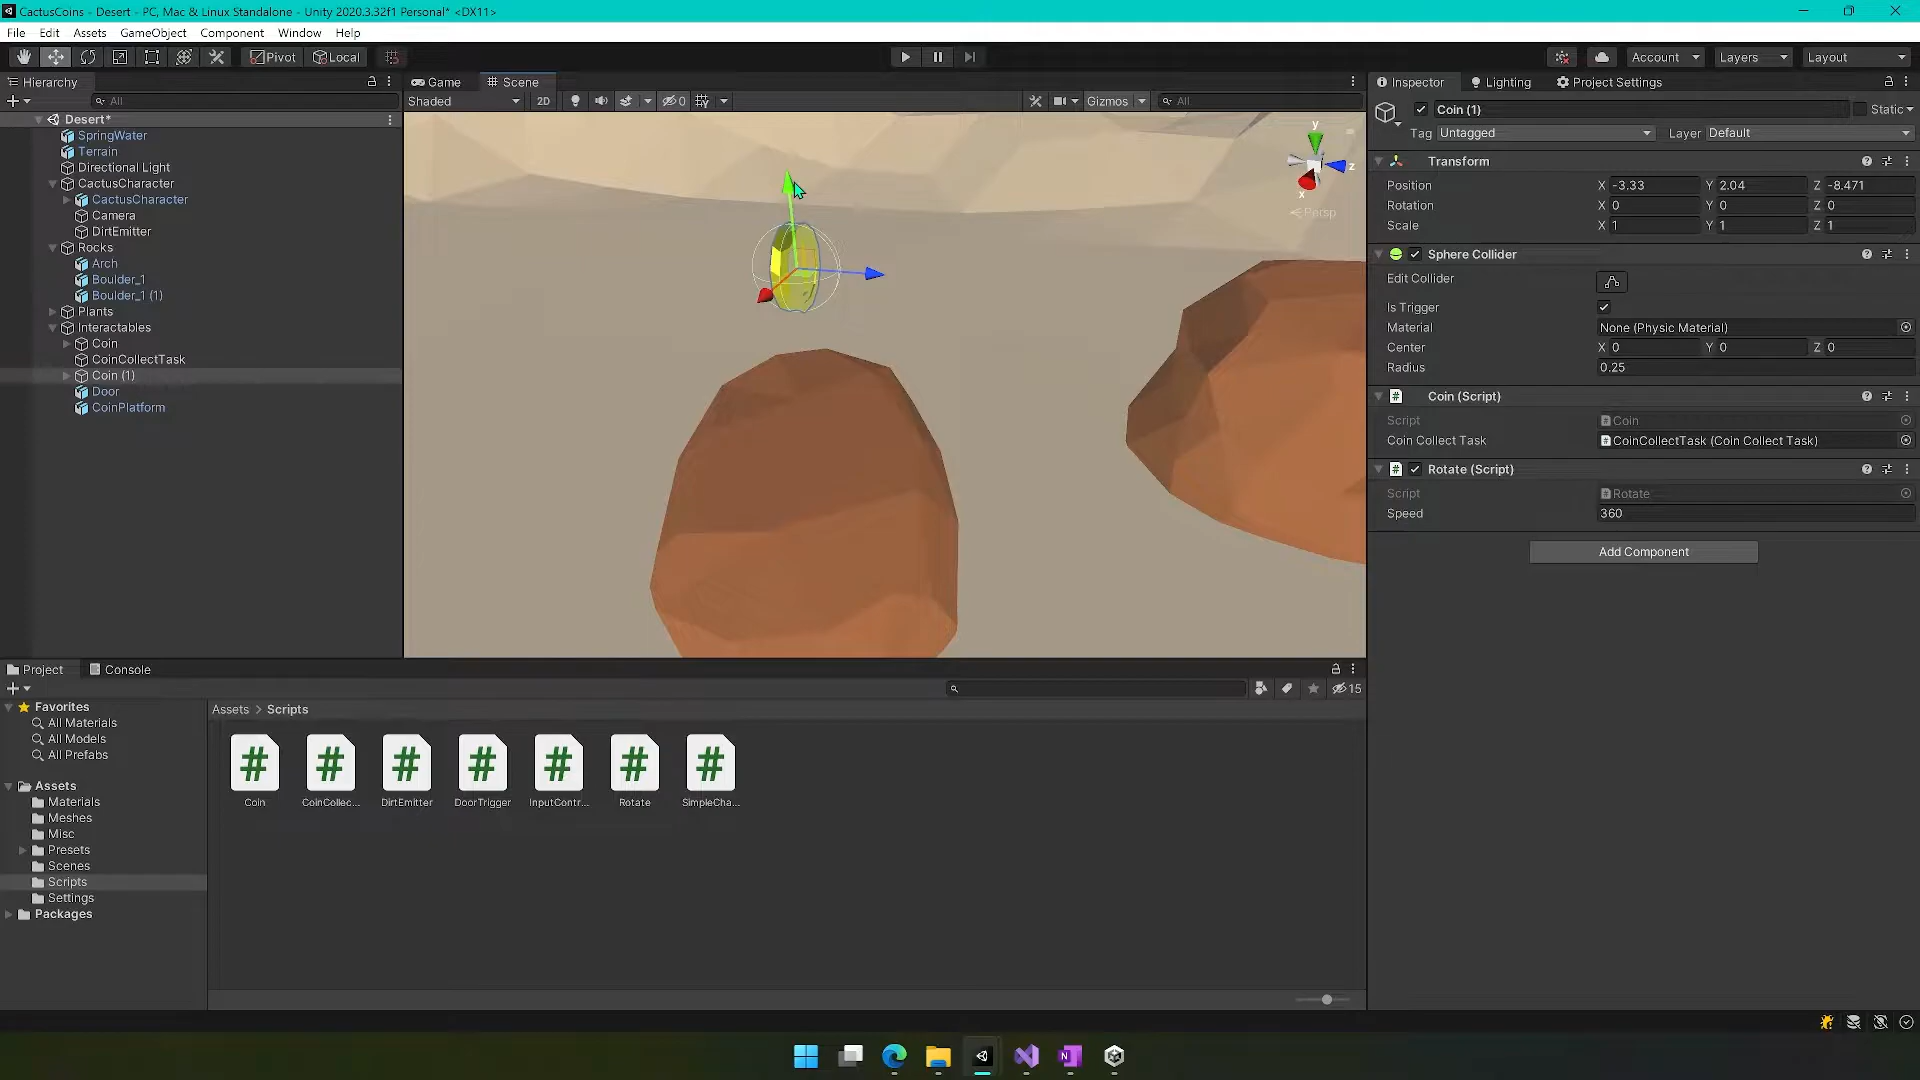 CactusCoins - Desert - PC, Mac & Linux Standalone - Unity 2020.3.32f1 Personal* <DX11>
File Edit Assets GameObject Component Window Help
Pivot Local Account Layers Layout
Hierarchy
All
Desert*
SpringWater
Terrain
Directional Light
CactusCharacter
CactusCharacter
Camera
DirtEmitter
Rocks
Arch
Boulder_1
Boulder_1 (1)
Plants
Interactables
Coin
CoinCollectTask
Coin (1)
Door
CoinPlatform
Game Scene
Shaded 2D 0 Gizmos All
y
z
x
Persp
Inspector Lighting Project Settings
Coin (1) Static
Tag Untagged Layer Default
Transform
Position X -3.33 Y 2.04 Z -8.471
Rotation X 0 Y 0 Z 0
Scale X 1 Y 1 Z 1
Sphere Collider
Edit Collider
Is Trigger
Material None (Physic Material)
Center X 0 Y 0 Z 0
Radius 0.25
# Coin (Script)
Script Coin
Coin Collect Task CoinCollectTask (Coin Collect Task)
# Rotate (Script)
Script Rotate
Speed 360
Add Component
Project Console
15
Favorites
All Materials
All Models
All Prefabs
Assets
Materials
Meshes
Misc
Presets
Scenes
Scripts
Settings
Packages
Assets > Scripts
# # # # # # #
Coin CoinCollec... DirtEmitter DoorTrigger InputContr... Rotate SimpleCha...
N